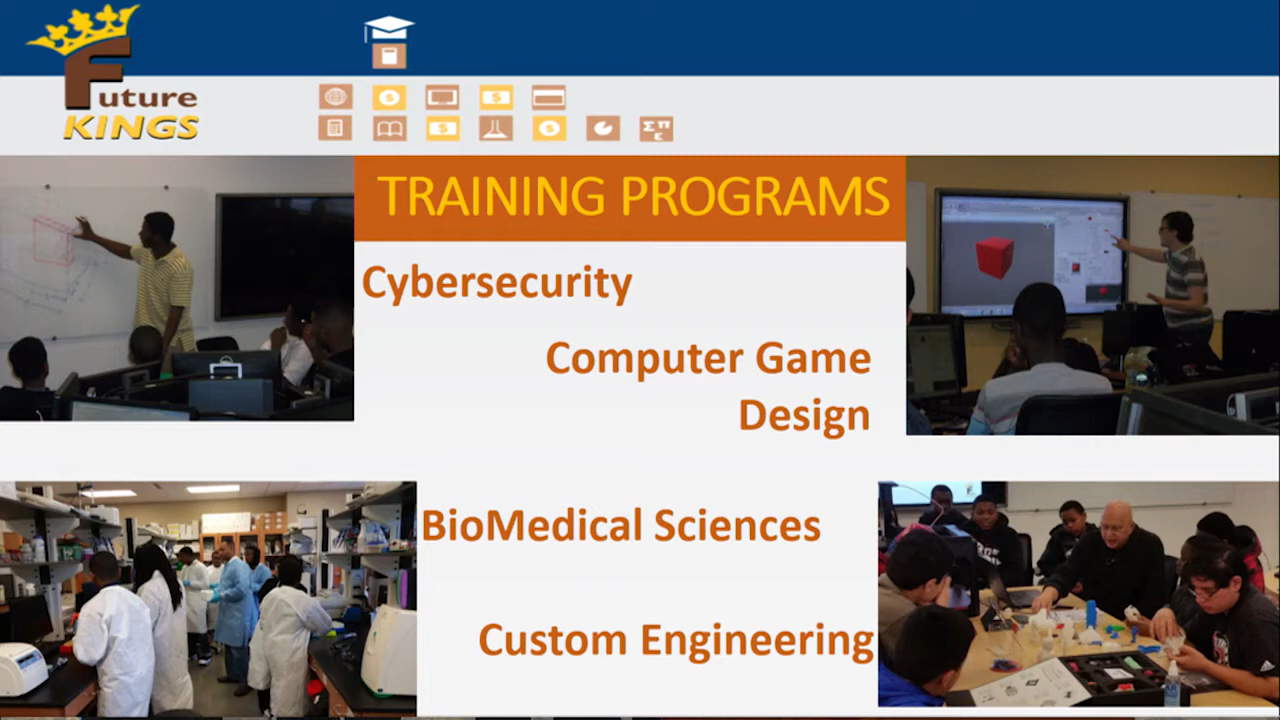 Future
KINGS
Σ π
ε
TRAINING PROGRAMS
Cybersecurity
Computer Game
Design
BioMedical Sciences
Custom Engineering